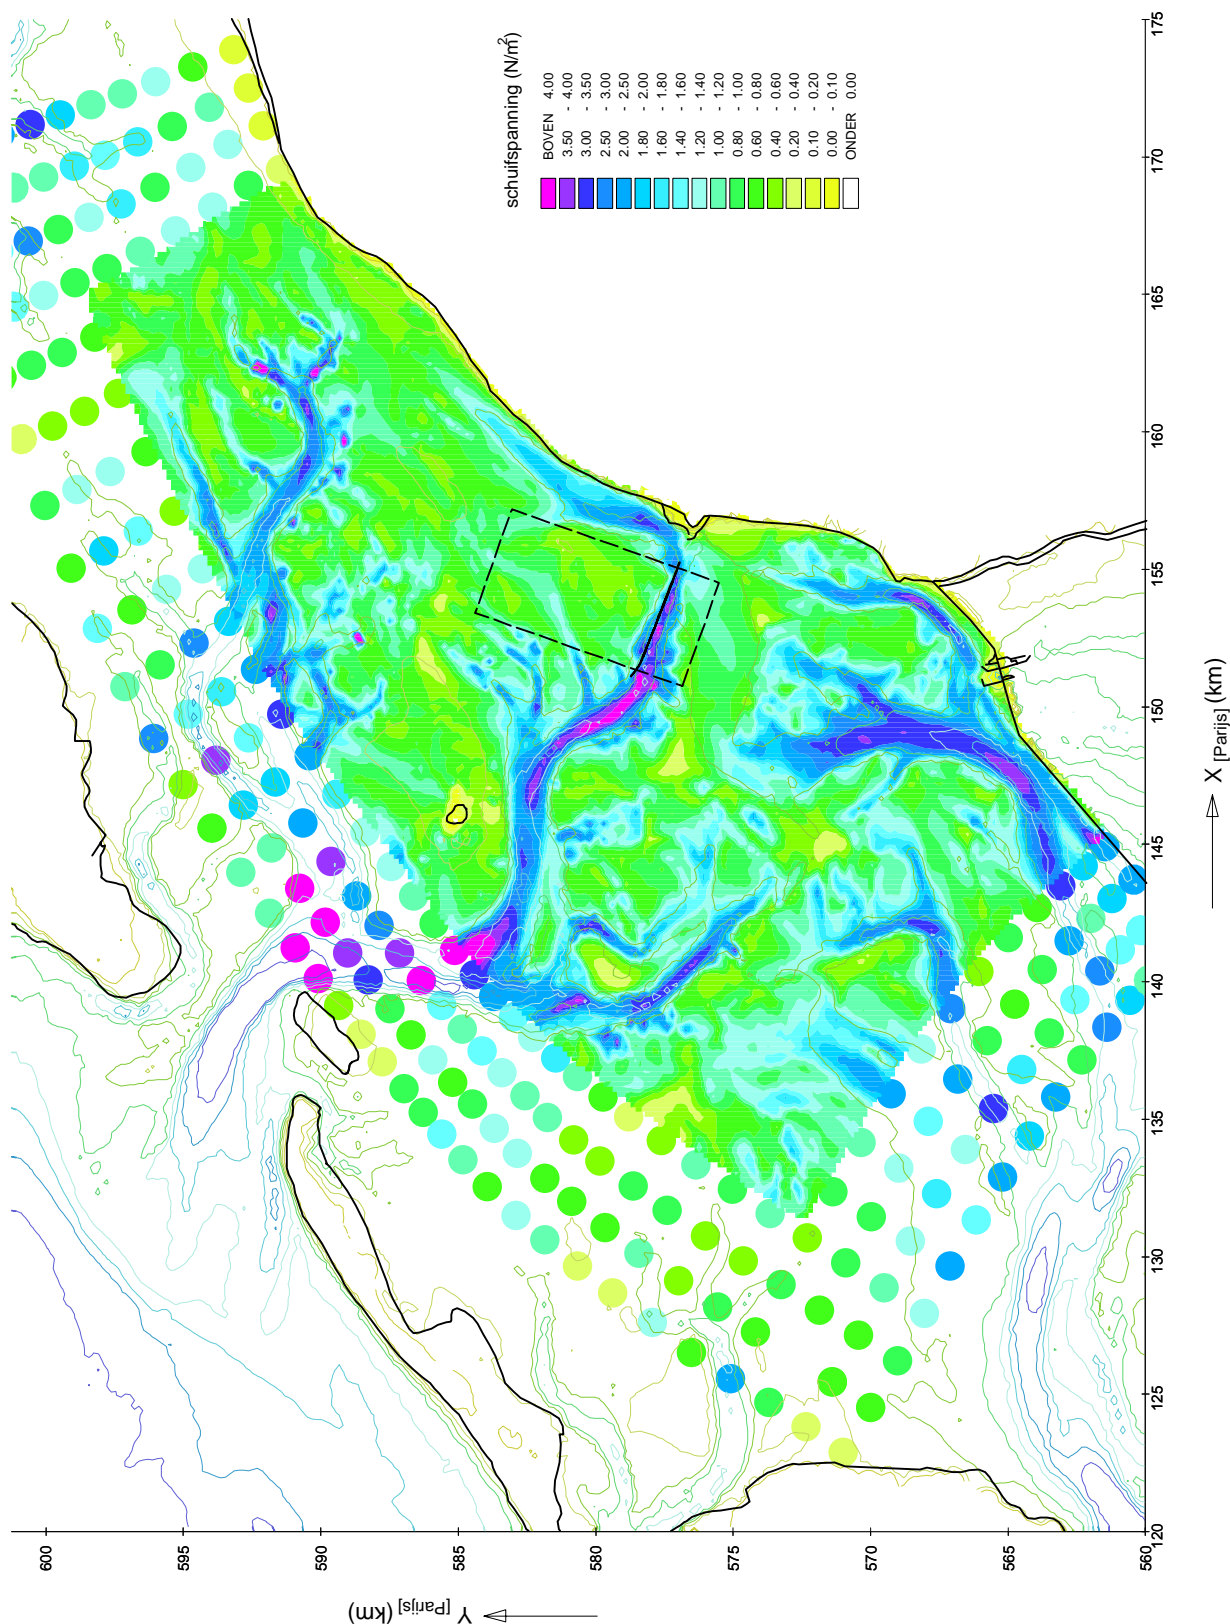 schuifspanning (N/m²)
BOVEN 4.00
3.50 - 4.00
3.00 - 3.50
2.50 - 3.00
2.00 - 2.50
1.80 - 2.00
1.60 - 1.80
1.40 - 1.60
1.20 - 1.40
1.00 - 1.20
0.80 - 1.00
0.60 - 0.80
0.40 - 0.60
0.20 - 0.40
0.10 - 0.20
0.00 - 0.10
ONDER 0.00
600
595
590
585
580
575
570
565
560
Y [Parijs] (km)
120
125
130
135
140
145
150
155
160
165
170
175
X [Parijs] (km)